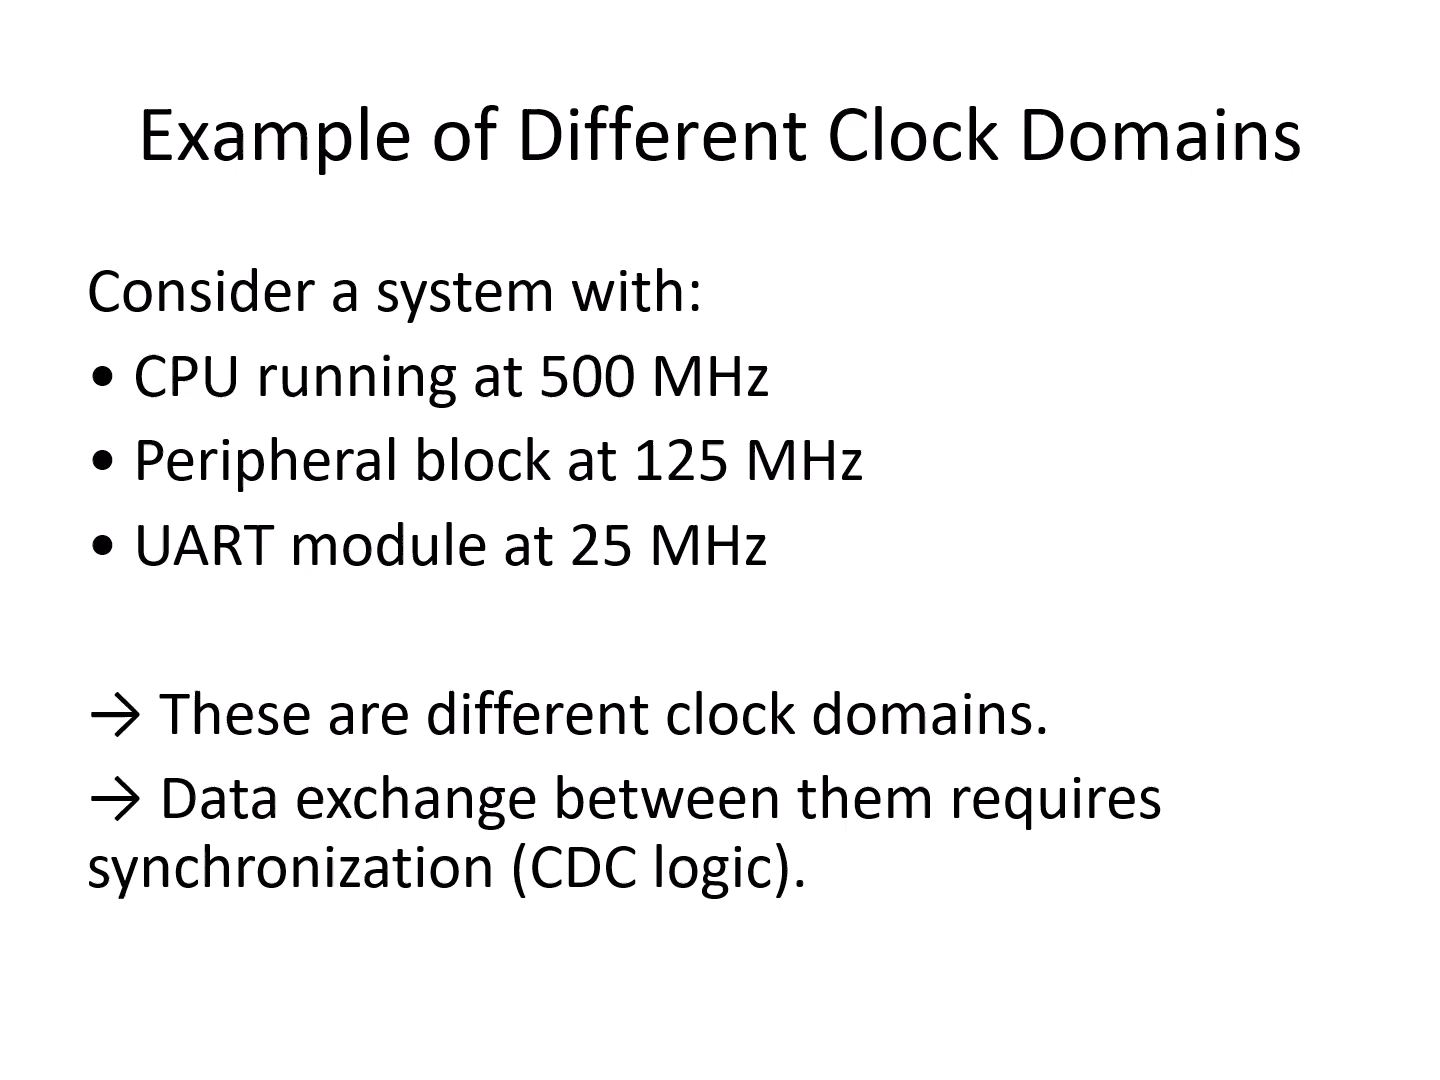 Example of Different Clock Domains
Consider a system with:
• CPU running at 500 MHz
• Peripheral block at 125 MHz
• UART module at 25 MHz
→ These are different clock domains.
→ Data exchange between them requires
synchronization (CDC logic).